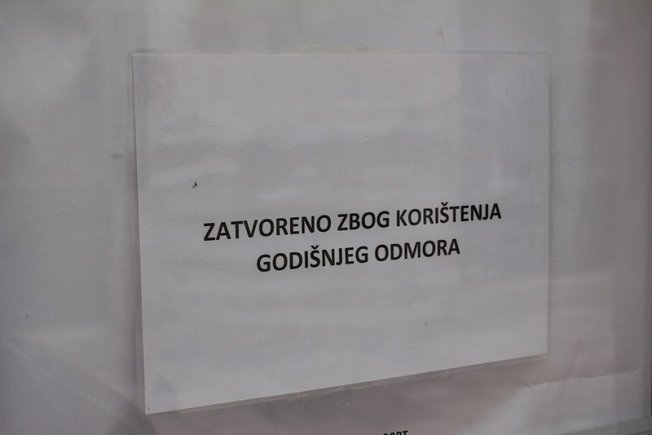 ZATVORENO ZBOG KORIŠTENJA
GODIŠNJEG ODMORA